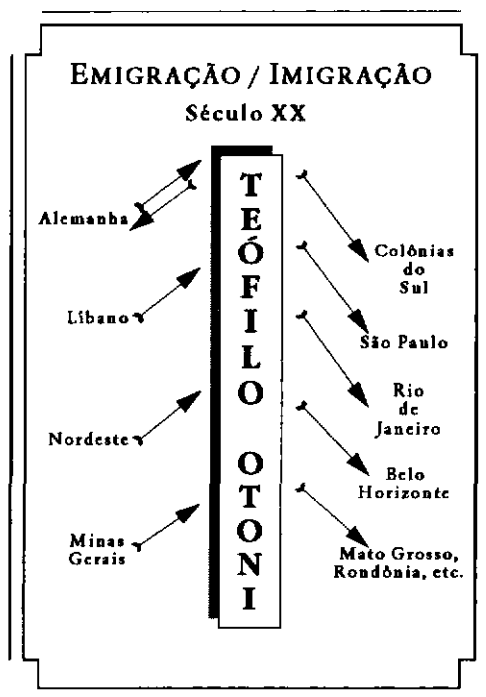 EMIGRAÇÃO / IMIGRAÇÃO
Século XX
TEÓFILO OTONI
Alemanha
Líbano
Nordeste
Minas
Gerais
Colônias
do
Sul
São Paulo
Rio
de
Janeiro
Belo
Horizonte
Mato Grosso,
Rondônia, etc.